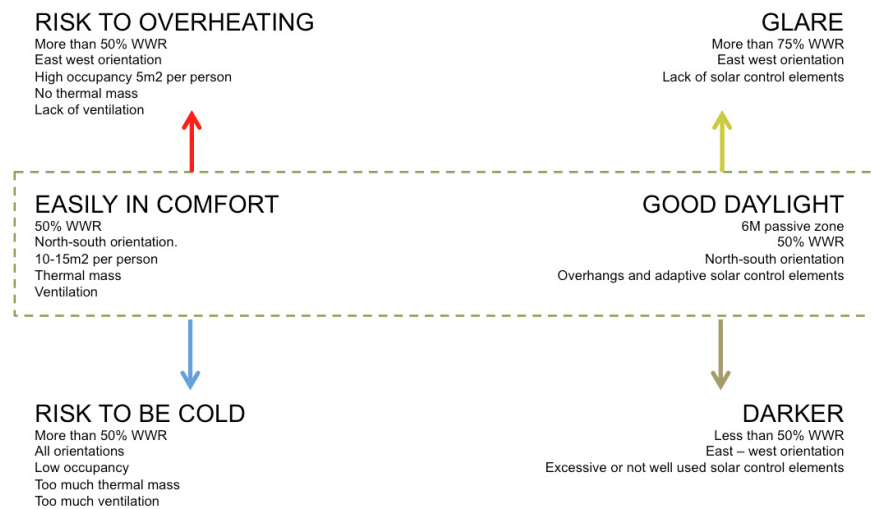 RISK TO OVERHEATING
More than 50% WWR
East west orientation
High occupancy 5m2 per person
No thermal mass
Lack of ventilation
GLARE
More than 75% WWR
East west orientation
Lack of solar control elements
EASILY IN COMFORT
50% WWR
North-south orientation.
10-15m2 per person
Thermal mass
Ventilation
GOOD DAYLIGHT
6M passive zone
50% WWR
North-south orientation
Overhangs and adaptive solar control elements
RISK TO BE COLD
More than 50% WWR
All orientations
Low occupancy
Too much thermal mass
Too much ventilation
DARKER
Less than 50% WWR
East – west orientation
Excessive or not well used solar control elements